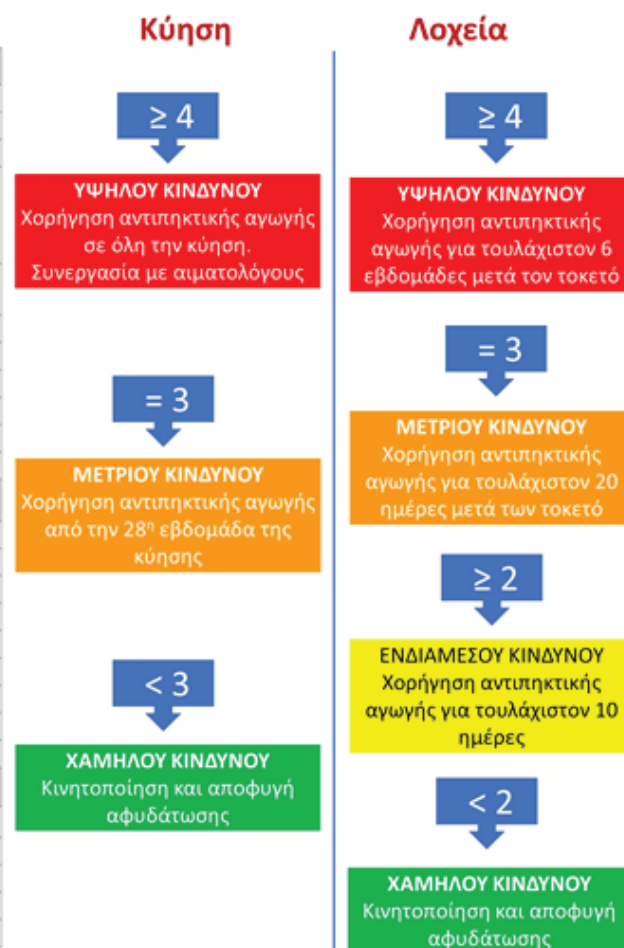 Κύηση
≥ 4
ΥΨΗΛΟΥ ΚΙΝΔΥΝΟΥ
Χορήγηση αντιπηκτικής αγωγής
σε όλη την κύηση.
Συνεργασία με αιματολόγους
= 3
ΜΕΤΡΙΟΥ ΚΙΝΔΥΝΟΥ
Χορήγηση αντιπηκτικής αγωγής
από την 28η εβδομάδα της
κύησης
< 3
ΧΑΜΗΛΟΥ ΚΙΝΔΥΝΟΥ
Κινητοποίηση και αποφυγή
αφυδάτωσης
Λοχεία
≥ 4
ΥΨΗΛΟΥ ΚΙΝΔΥΝΟΥ
Χορήγηση αντιπηκτικής
αγωγής για τουλάχιστον 6
εβδομάδες μετά τον τοκετό
= 3
ΜΕΤΡΙΟΥ ΚΙΝΔΥΝΟΥ
Χορήγηση αντιπηκτικής
αγωγής για τουλάχιστον 20
ημέρες μετά των τοκετό
≥ 2
ΕΝΔΙΑΜΕΣΟΥ ΚΙΝΔΥΝΟΥ
Χορήγηση αντιπηκτικής
αγωγής για τουλάχιστον 10
ημέρες
< 2
ΧΑΜΗΛΟΥ ΚΙΝΔΥΝΟΥ
Κινητοποίηση και αποφυγή
αφυδάτωσης